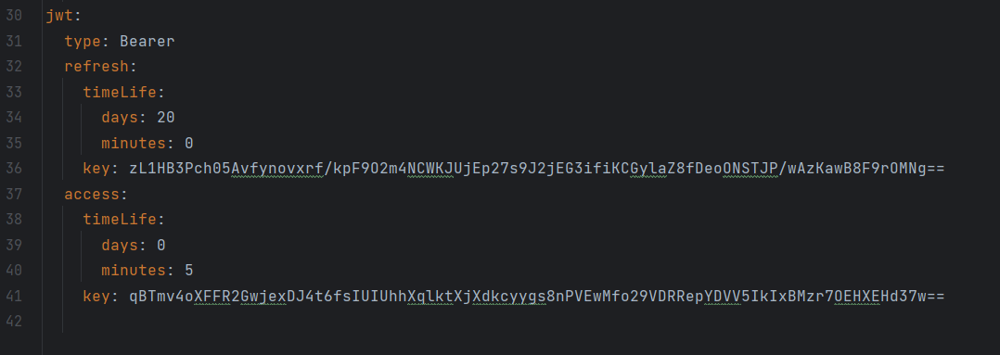 30 jwt:
31 type: Bearer
32 refresh:
33 timeLife:
34 days: 20
35 minutes: 0
36 key: zL1HB3Pch05Avfynovxrf/kpF9O2m4NCWKJUjEp27s9J2jEG3ifiKCGylaZ8fDeoONSTJP/wAzKawB8F9rOMNg==
37 access:
38 timeLife:
39 days: 0
40 minutes: 5
41 key: qBTmv4oXFFR2GwjexDJ4t6fsIUIUhhXqlktXjXdkcyygs8nPVEwMfo29VDRRepYDVV5IkIxBMzr7OEHXEHd37w==
42